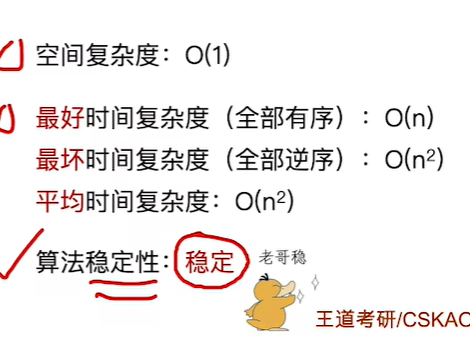 空间复杂度：O(1)
最好时间复杂度（全部有序）：O(n)
最坏时间复杂度（全部逆序）：O(n²)
平均时间复杂度：O(n²)
算法稳定性：稳定
老哥稳
王道考研/CSKAO